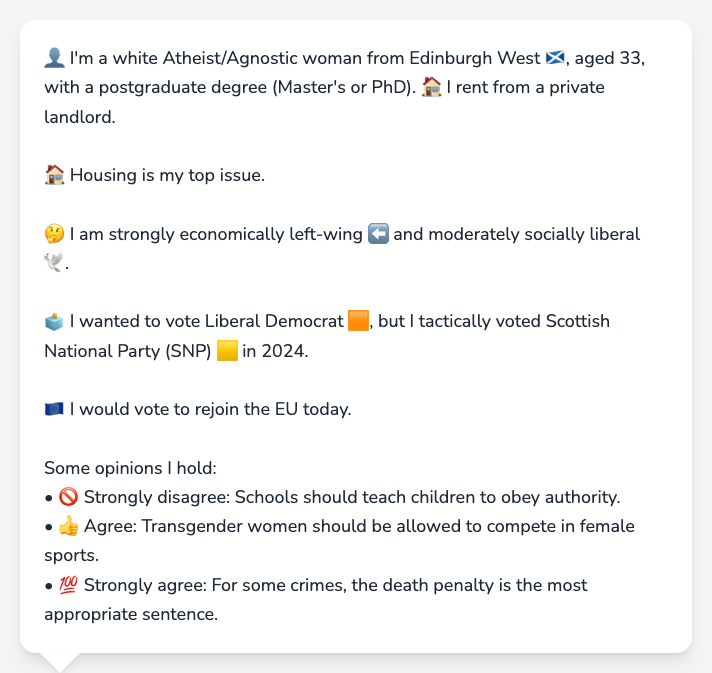 👤 I'm a white Atheist/Agnostic woman from Edinburgh West 🏴󠁧󠁢󠁳󠁣󠁴󠁿, aged 33,
with a postgraduate degree (Master's or PhD). 🏠 I rent from a private
landlord.
🏠 Housing is my top issue.
🤔 I am strongly economically left-wing ⬅️ and moderately socially liberal
🕊️.
🗳️ I wanted to vote Liberal Democrat 🟧, but I tactically voted Scottish
National Party (SNP) 🟨 in 2024.
🇪🇺 I would vote to rejoin the EU today.
Some opinions I hold:
• 🚫 Strongly disagree: Schools should teach children to obey authority.
• 👍 Agree: Transgender women should be allowed to compete in female
sports.
• 💯 Strongly agree: For some crimes, the death penalty is the most
appropriate sentence.